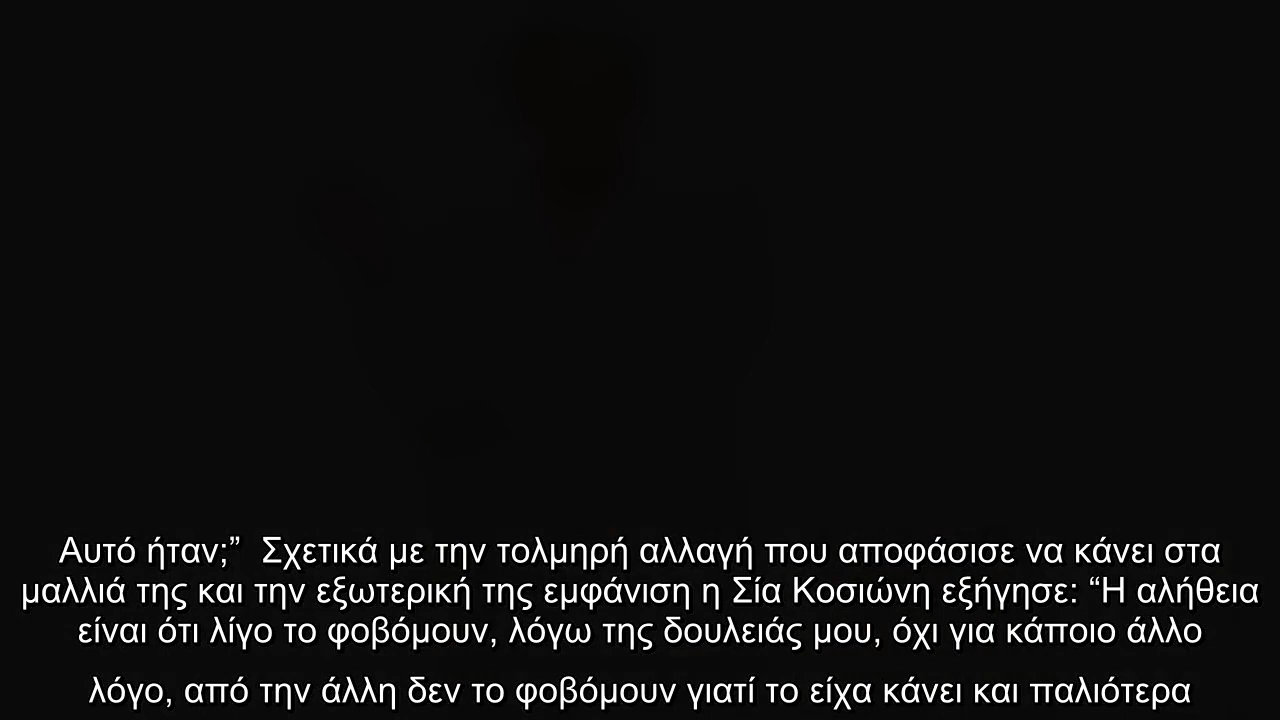 Αυτό ήταν;”  Σχετικά με την τολμηρή αλλαγή που αποφάσισε να κάνει στα
μαλλιά της και την εξωτερική της εμφάνιση η Σία Κοσιώνη εξήγησε: “Η αλήθεια
είναι ότι λίγο το φοβόμουν, λόγω της δουλειάς μου, όχι για κάποιο άλλο
λόγο, από την άλλη δεν το φοβόμουν γιατί το είχα κάνει και παλιότερα